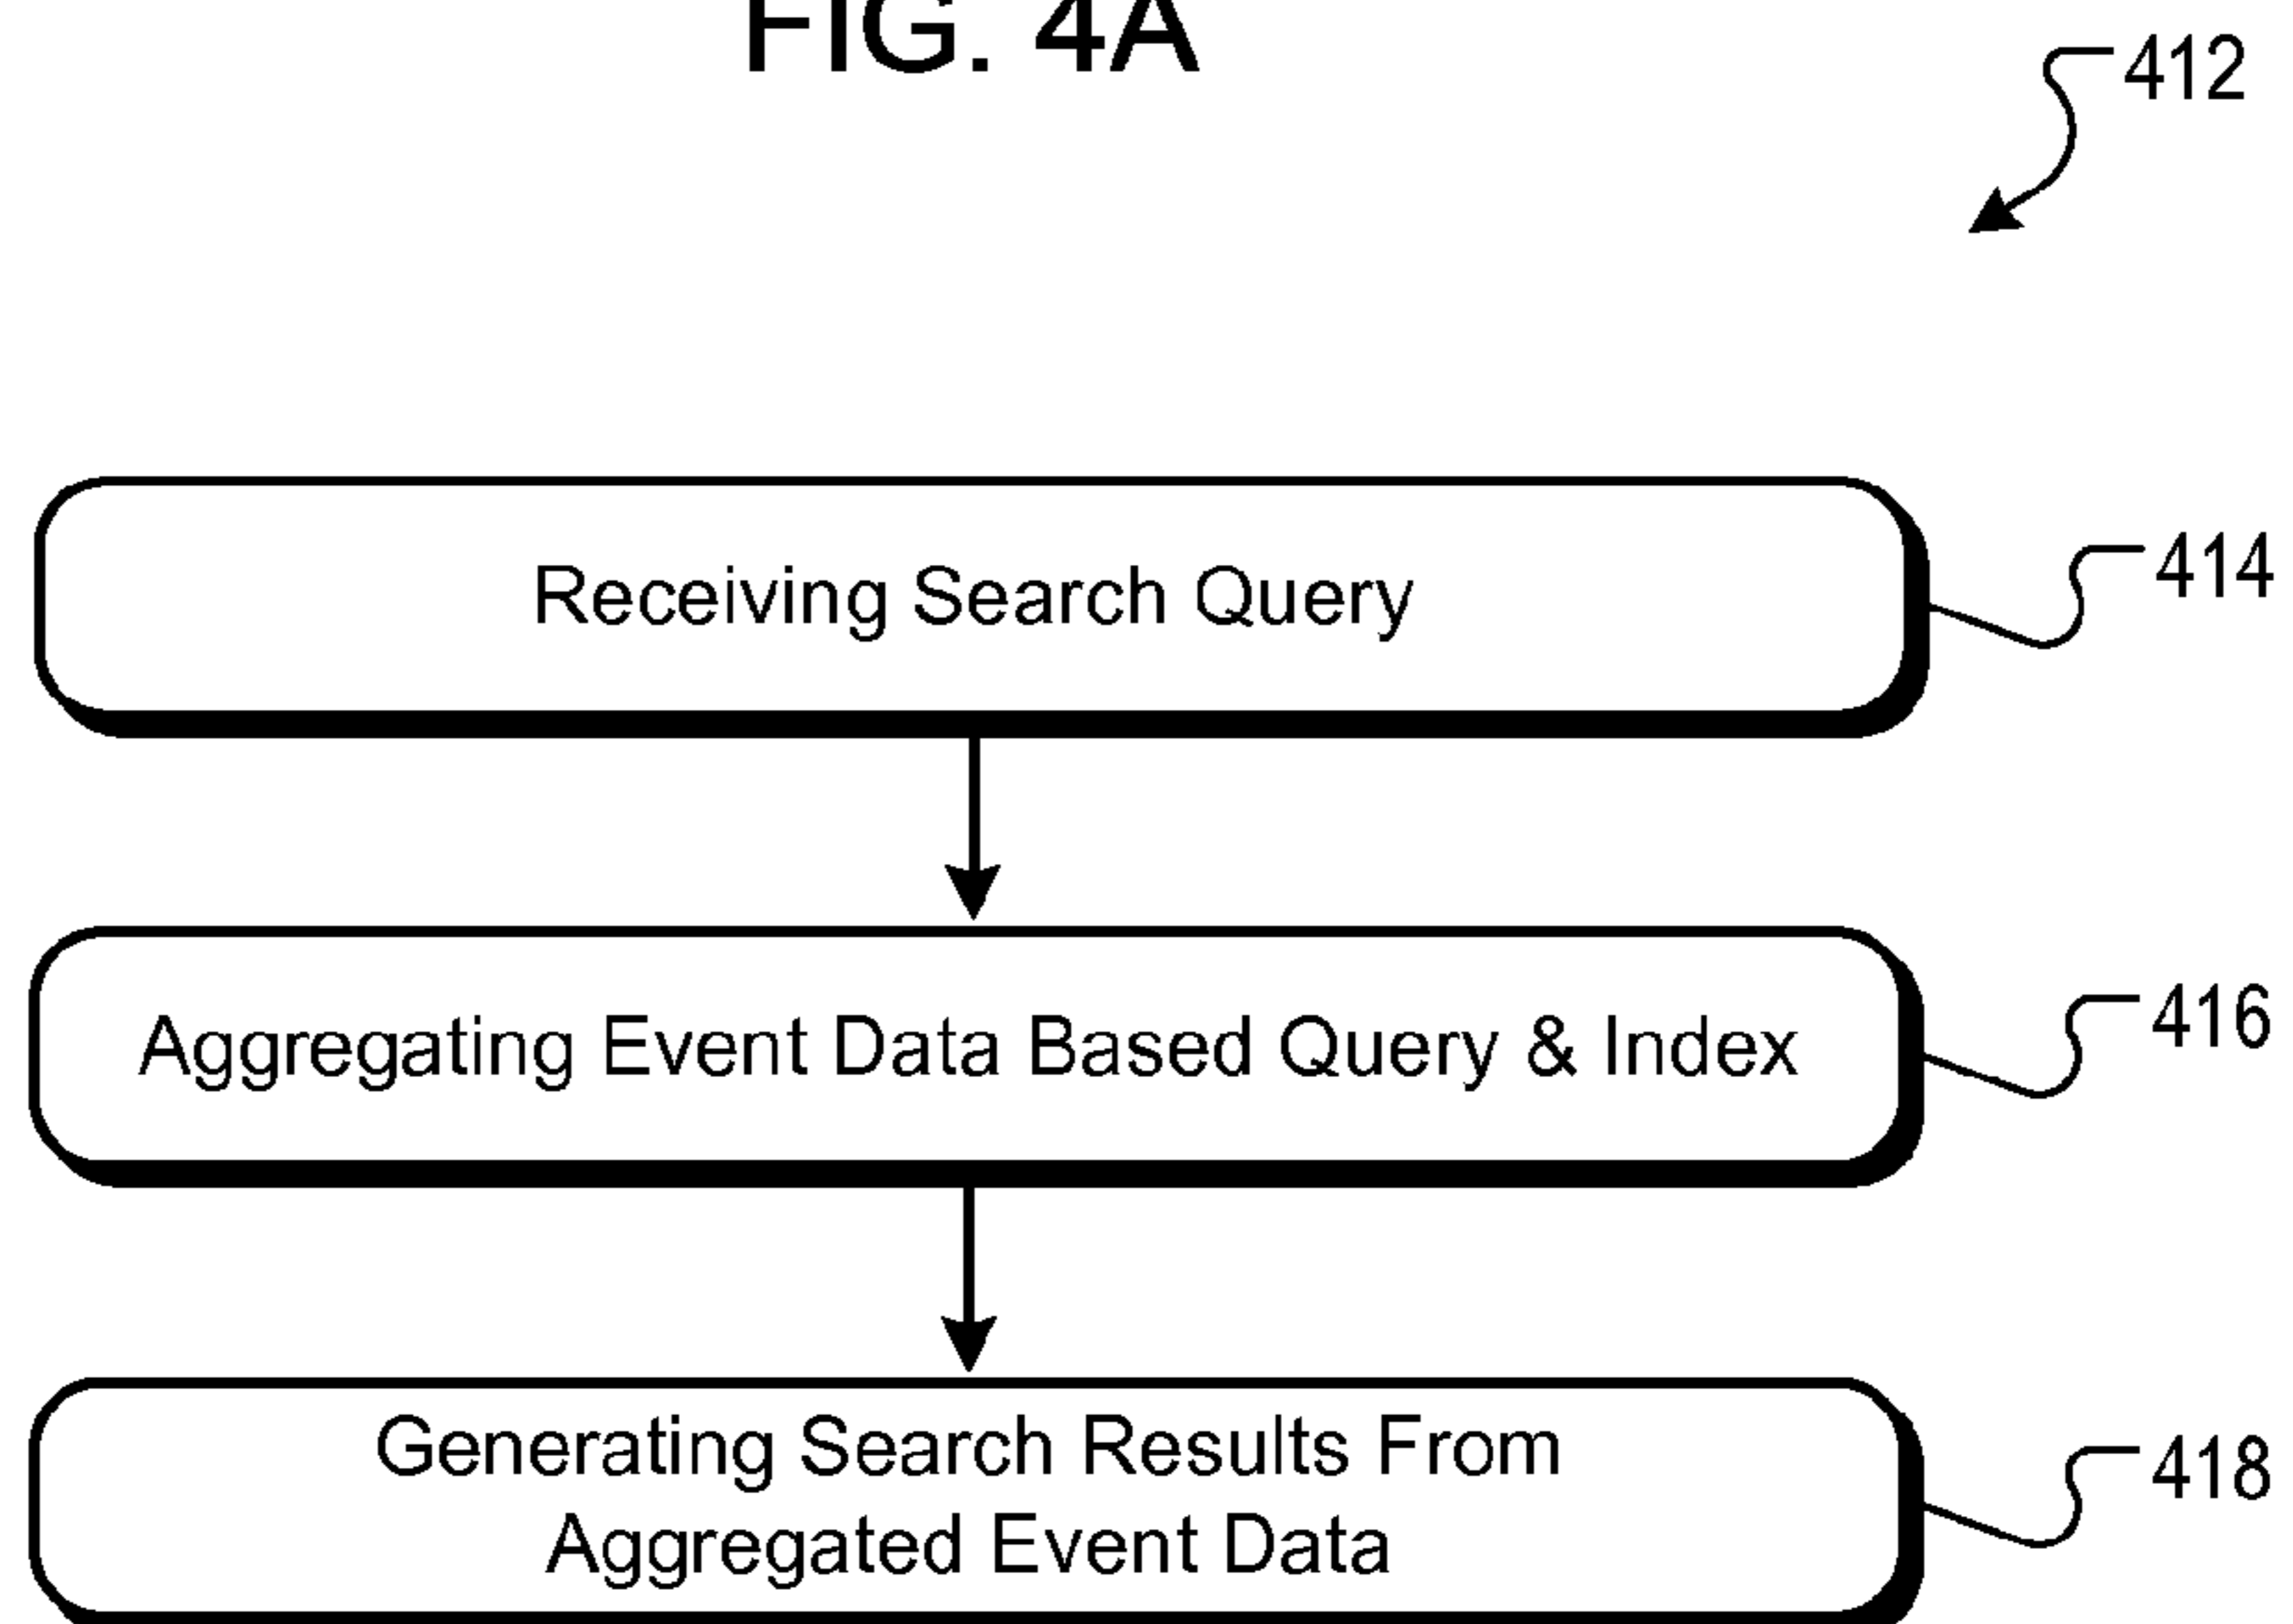 FIG. 4A
412
Receiving Search Query
414
Aggregating Event Data Based Query & Index
416
Generating Search Results From
Aggregated Event Data
418